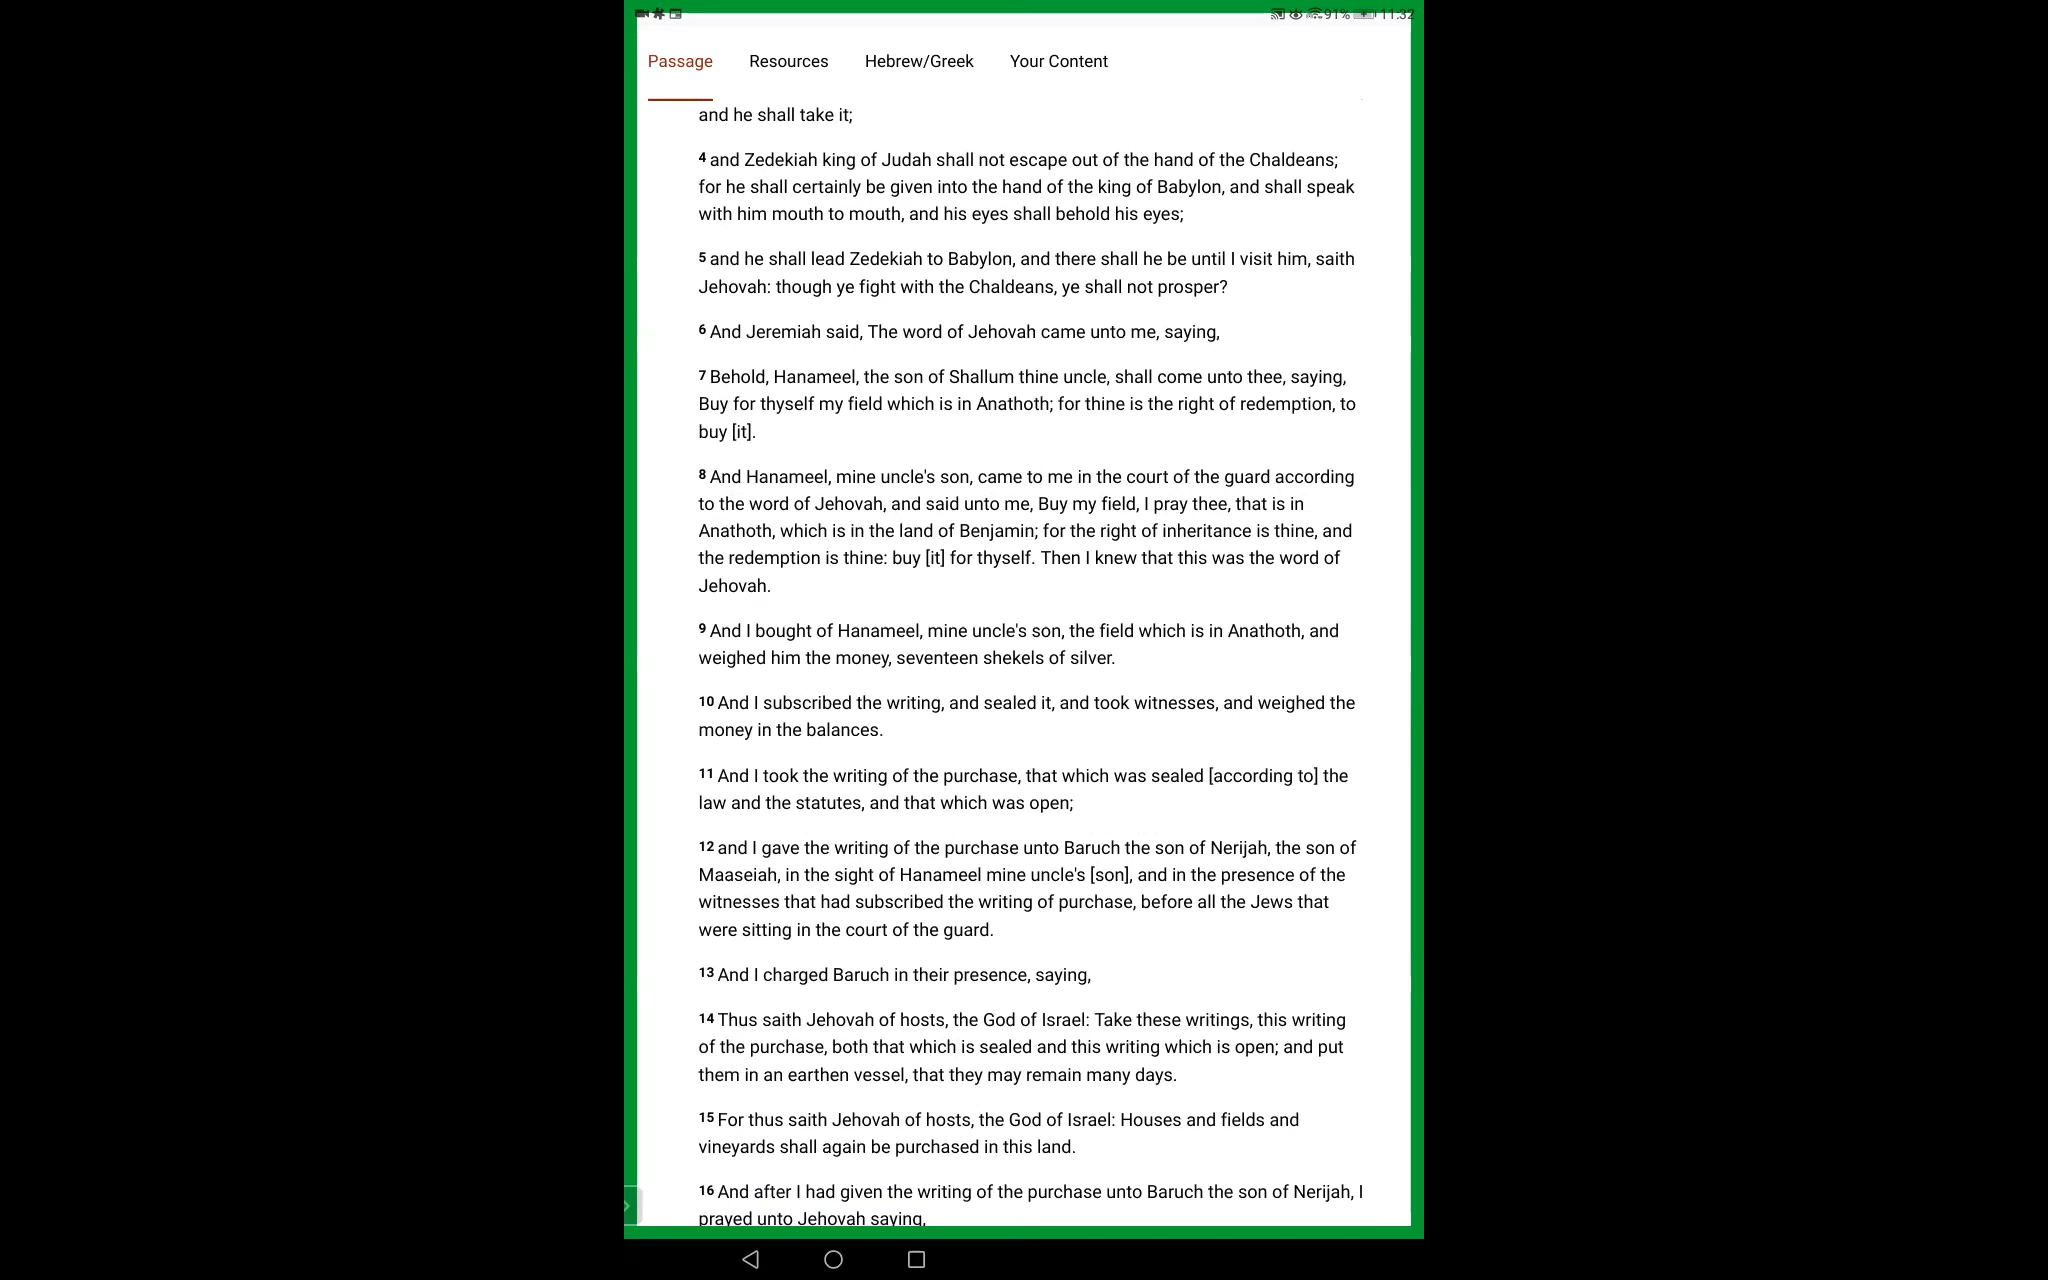 91% 11:32
Passage Resources Hebrew/Greek Your Content
and he shall take it;
4 and Zedekiah king of Judah shall not escape out of the hand of the Chaldeans;
for he shall certainly be given into the hand of the king of Babylon, and shall speak
with him mouth to mouth, and his eyes shall behold his eyes;
5 and he shall lead Zedekiah to Babylon, and there shall he be until I visit him, saith
Jehovah: though ye fight with the Chaldeans, ye shall not prosper?
6 And Jeremiah said, The word of Jehovah came unto me, saying,
7 Behold, Hanameel, the son of Shallum thine uncle, shall come unto thee, saying,
Buy for thyself my field which is in Anathoth; for thine is the right of redemption, to
buy [it].
8 And Hanameel, mine uncle's son, came to me in the court of the guard according
to the word of Jehovah, and said unto me, Buy my field, I pray thee, that is in
Anathoth, which is in the land of Benjamin; for the right of inheritance is thine, and
the redemption is thine: buy [it] for thyself. Then I knew that this was the word of
Jehovah.
9 And I bought of Hanameel, mine uncle's son, the field which is in Anathoth, and
weighed him the money, seventeen shekels of silver.
10 And I subscribed the writing, and sealed it, and took witnesses, and weighed the
money in the balances.
11 And I took the writing of the purchase, that which was sealed [according to] the
law and the statutes, and that which was open;
12 and I gave the writing of the purchase unto Baruch the son of Nerijah, the son of
Maaseiah, in the sight of Hanameel mine uncle's [son], and in the presence of the
witnesses that had subscribed the writing of purchase, before all the Jews that
were sitting in the court of the guard.
13 And I charged Baruch in their presence, saying,
14 Thus saith Jehovah of hosts, the God of Israel: Take these writings, this writing
of the purchase, both that which is sealed and this writing which is open; and put
them in an earthen vessel, that they may remain many days.
15 For thus saith Jehovah of hosts, the God of Israel: Houses and fields and
vineyards shall again be purchased in this land.
16 And after I had given the writing of the purchase unto Baruch the son of Nerijah, I
prayed unto Jehovah saying,